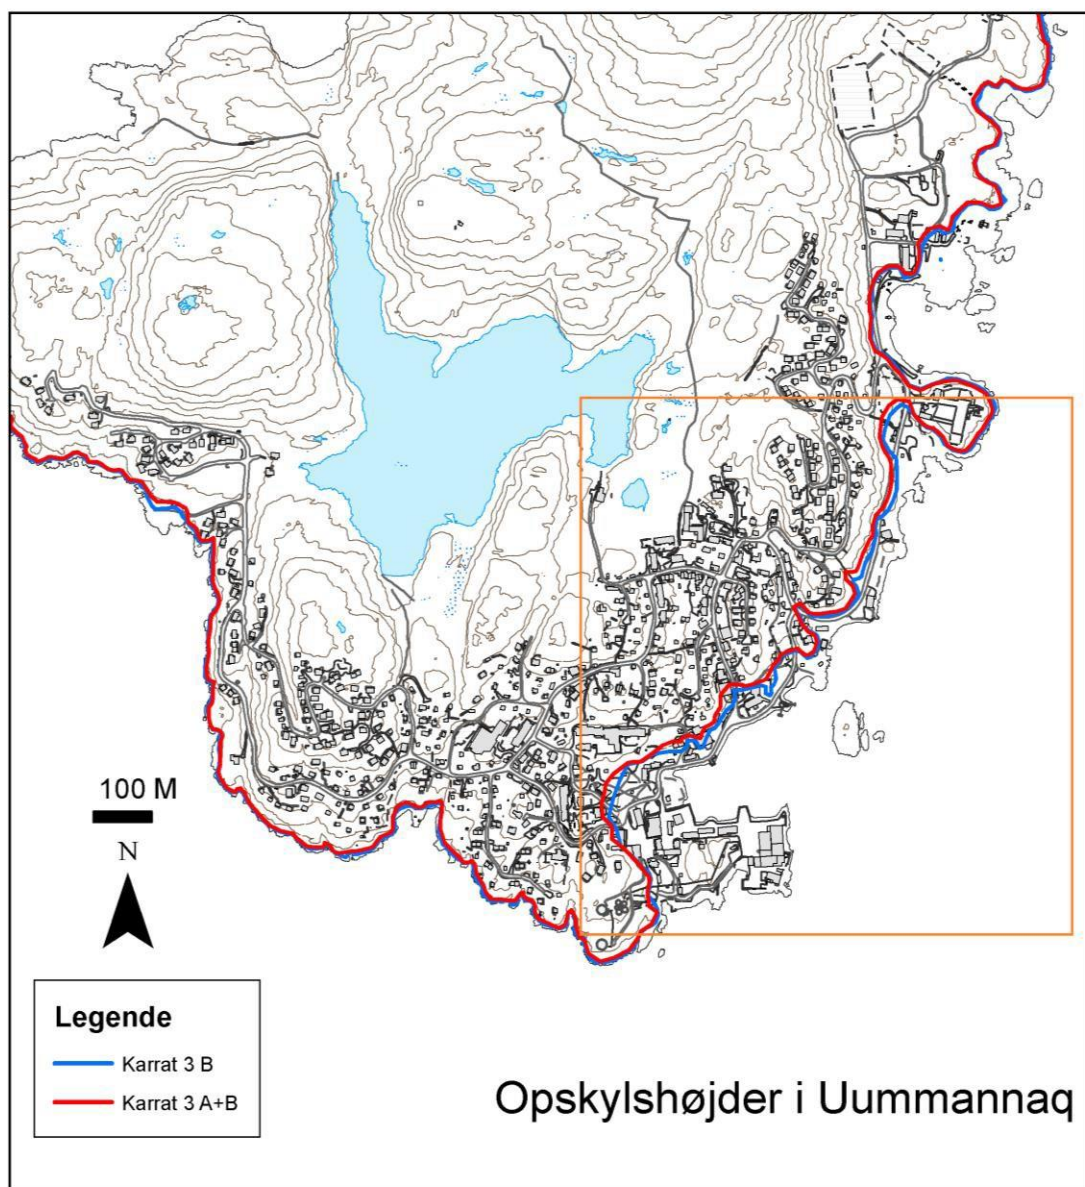 100 M
N
Legende
Karrat 3 B
Karrat 3 A+B
Opskylshøjder i Uummannaq